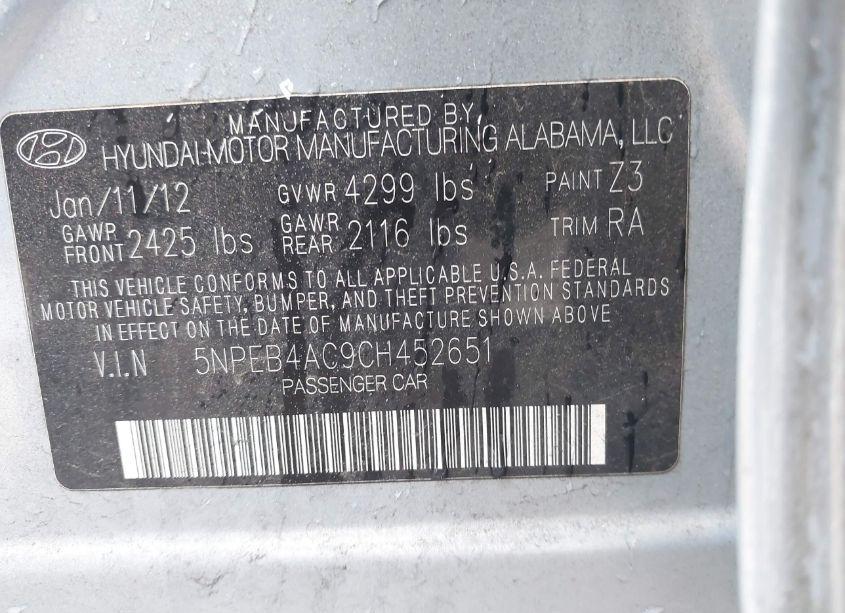 MANUFACTURED BY
HYUNDAI MOTOR MANUFACTURING ALABAMA, LLC
Jan/11/12 GVWR 4299 lbs PAINT Z3
GAWR FRONT 2425 lbs GAWR REAR 2116 lbs TRIM RA
THIS VEHICLE CONFORMS TO ALL APPLICABLE U.S.A. FEDERAL
MOTOR VEHICLE SAFETY, BUMPER, AND THEFT PREVENTION STANDARDS
IN EFFECT ON THE DATE OF MANUFACTURE SHOWN ABOVE
V.I.N 5NPEB4AC9CH452651
PASSENGER CAR